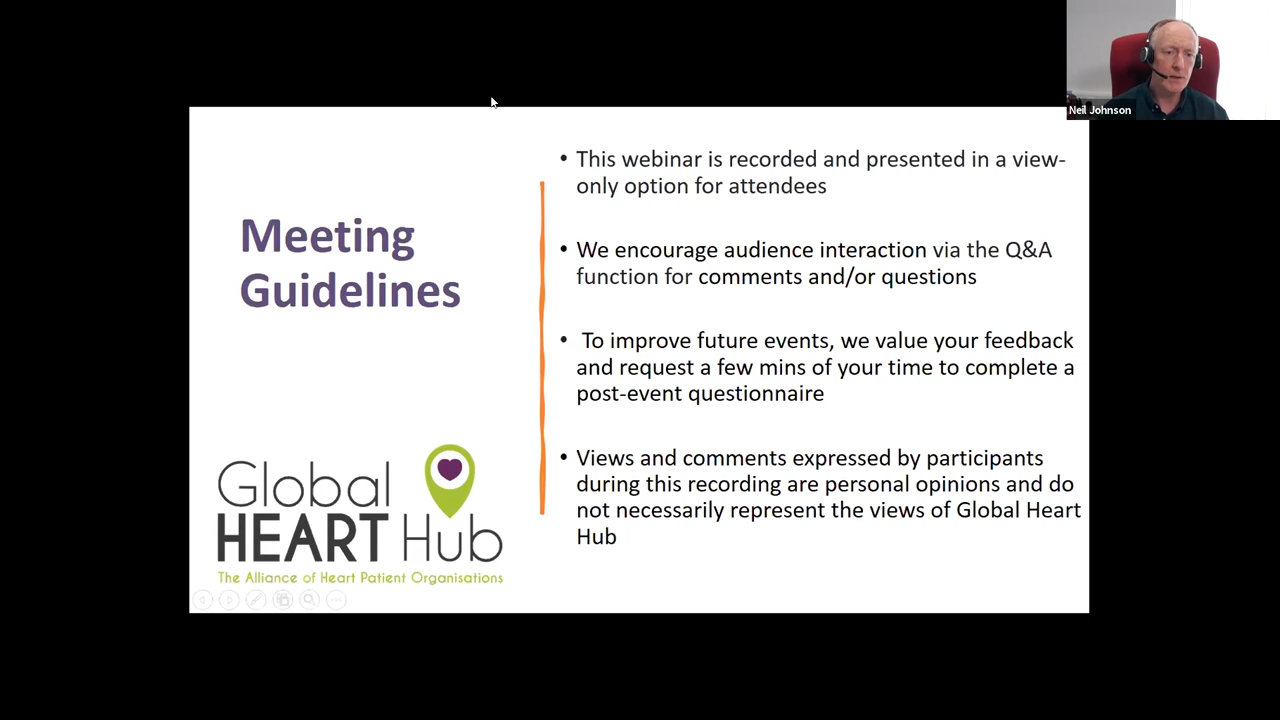 Neil Johnson
Meeting
Guidelines
• This webinar is recorded and presented in a view-
only option for attendees
• We encourage audience interaction via the Q&A
function for comments and/or questions
• To improve future events, we value your feedback
and request a few mins of your time to complete a
post-event questionnaire
• Views and comments expressed by participants
during this recording are personal opinions and do
not necessarily represent the views of Global Heart
Hub
Global
HEART Hub
The Alliance of Heart Patient Organisations